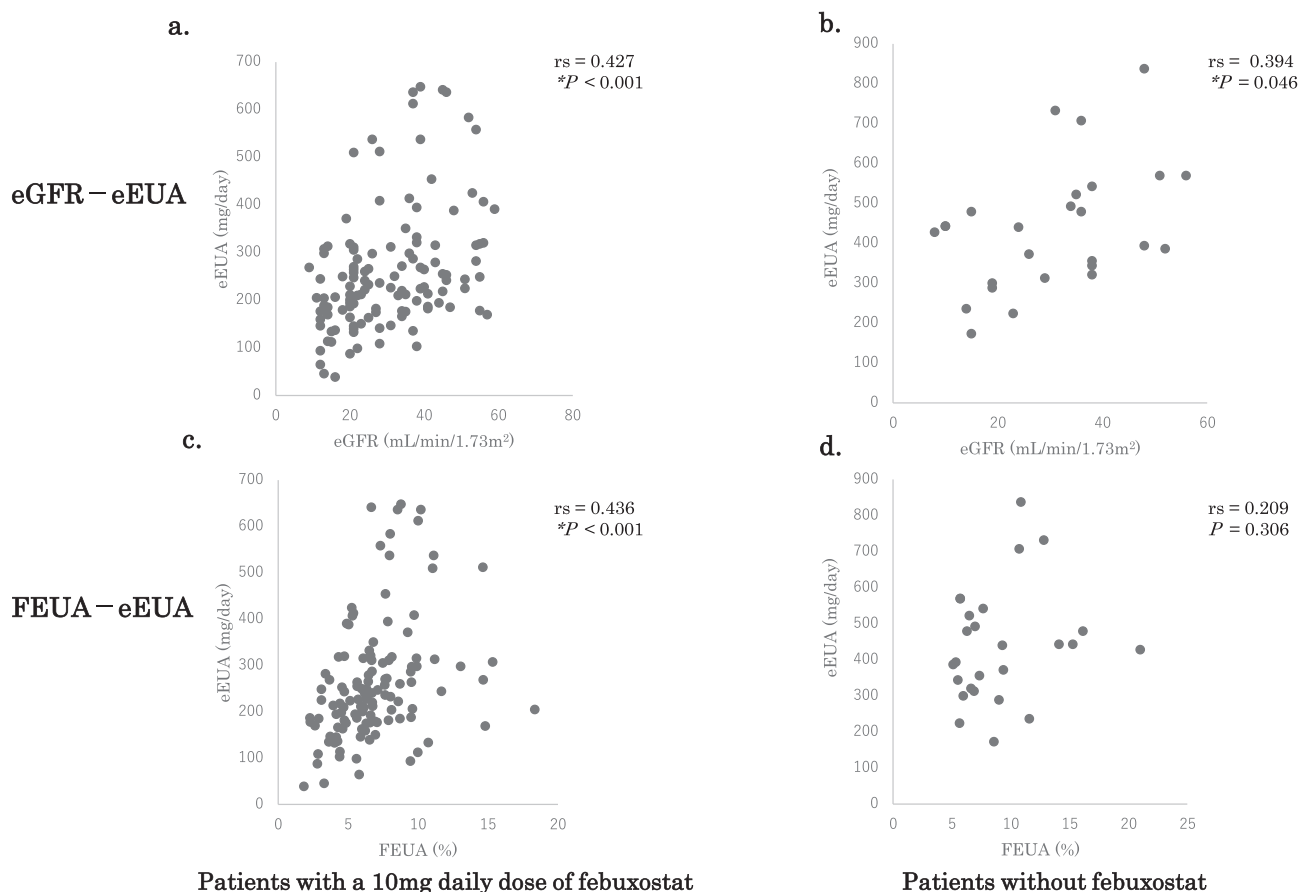 a.
rs = 0.427
*P < 0.001
700
600
500
400
300
200
100
0
eEUA (mg/day)
0 20 40 60 80
eGFR (mL/min/1.73m²)
b.
rs = 0.394
*P = 0.046
900
800
700
600
500
400
300
200
100
0
eEUA (mg/day)
0 20 40 60
eGFR (mL/min/1.73m²)
eGFR－eEUA
c.
rs = 0.436
*P < 0.001
700
600
500
400
300
200
100
0
eEUA (mg/day)
0 5 10 15 20
FEUA (%)
d.
rs = 0.209
P = 0.306
900
800
700
600
500
400
300
200
100
0
eEUA (mg/day)
0 5 10 15 20 25
FEUA (%)
FEUA－eEUA
Patients with a 10mg daily dose of febuxostat
Patients without febuxostat